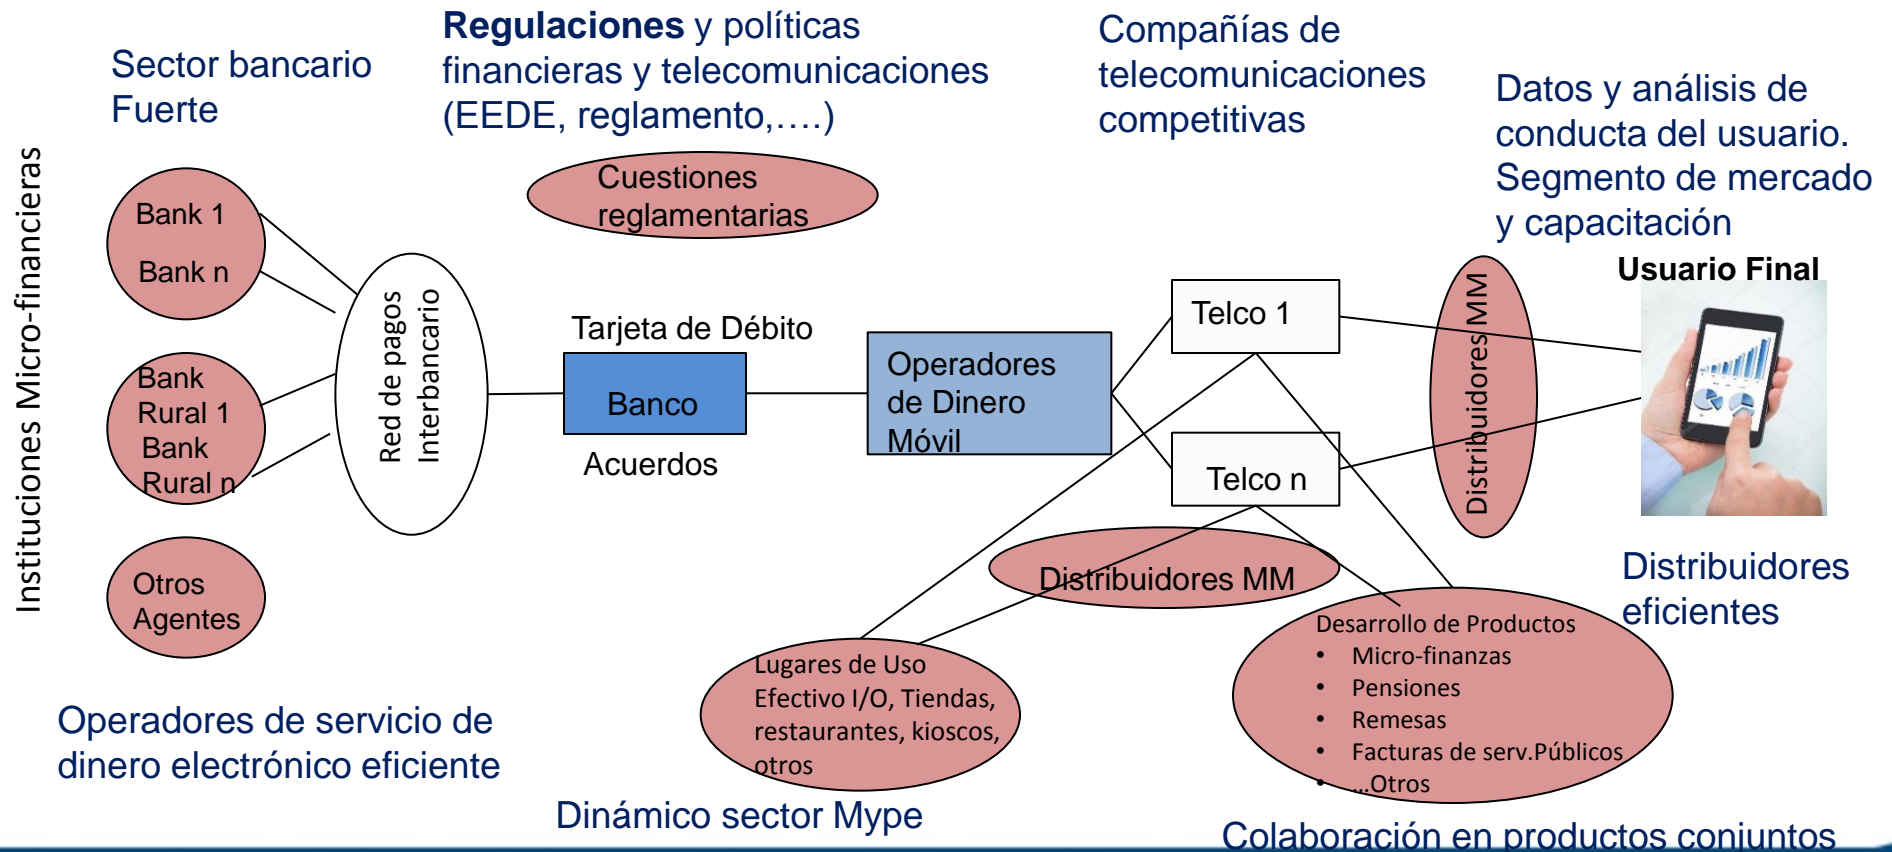 Regulaciones y políticas
financieras y telecomunicaciones
(EEDE, reglamento,....)
Sector bancario
Fuerte
Compañías de
telecomunicaciones
competitivas
Datos y análisis de
conducta del usuario.
Segmento de mercado
y capacitación
Instituciones Micro-financieras
Bank 1
Bank n
Cuestiones
reglamentarias
Usuario Final
Red de pagos
Interbancario
Tarjeta de Débito
Banco
Acuerdos
Operadores
de Dinero
Móvil
Telco 1
Telco n
Distribuidores MM
Bank
Rural 1
Bank
Rural n
Otros
Agentes
Distribuidores MM
Distribuidores
eficientes
Lugares de Uso
Efectivo I/O, Tiendas,
restaurantes, kioscos,
otros
Desarrollo de Productos
• Micro-finanzas
• Pensiones
• Remesas
• Facturas de serv.Públicos
• ...Otros
Operadores de servicio de
dinero electrónico eficiente
Dinámico sector Mype
Colaboración en productos conjuntos